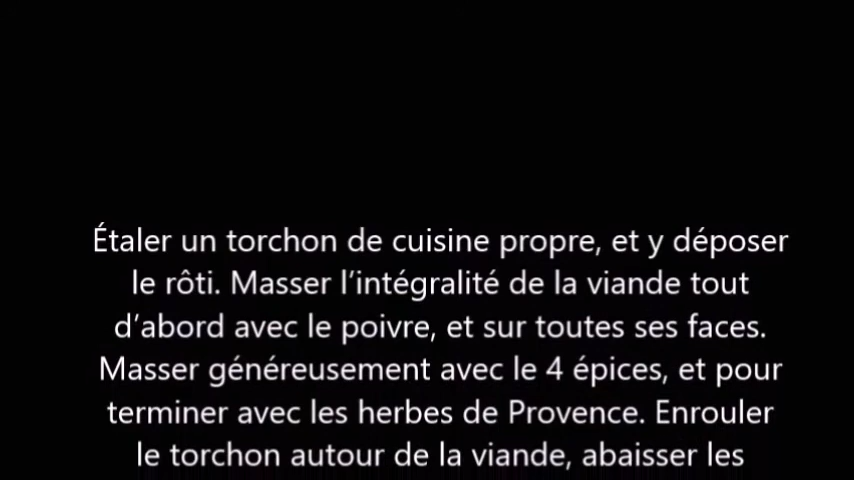 Étaler un torchon de cuisine propre, et y déposer
le rôti. Masser l’intégralité de la viande tout
d’abord avec le poivre, et sur toutes ses faces.
Masser généreusement avec le 4 épices, et pour
terminer avec les herbes de Provence. Enrouler
le torchon autour de la viande, abaisser les